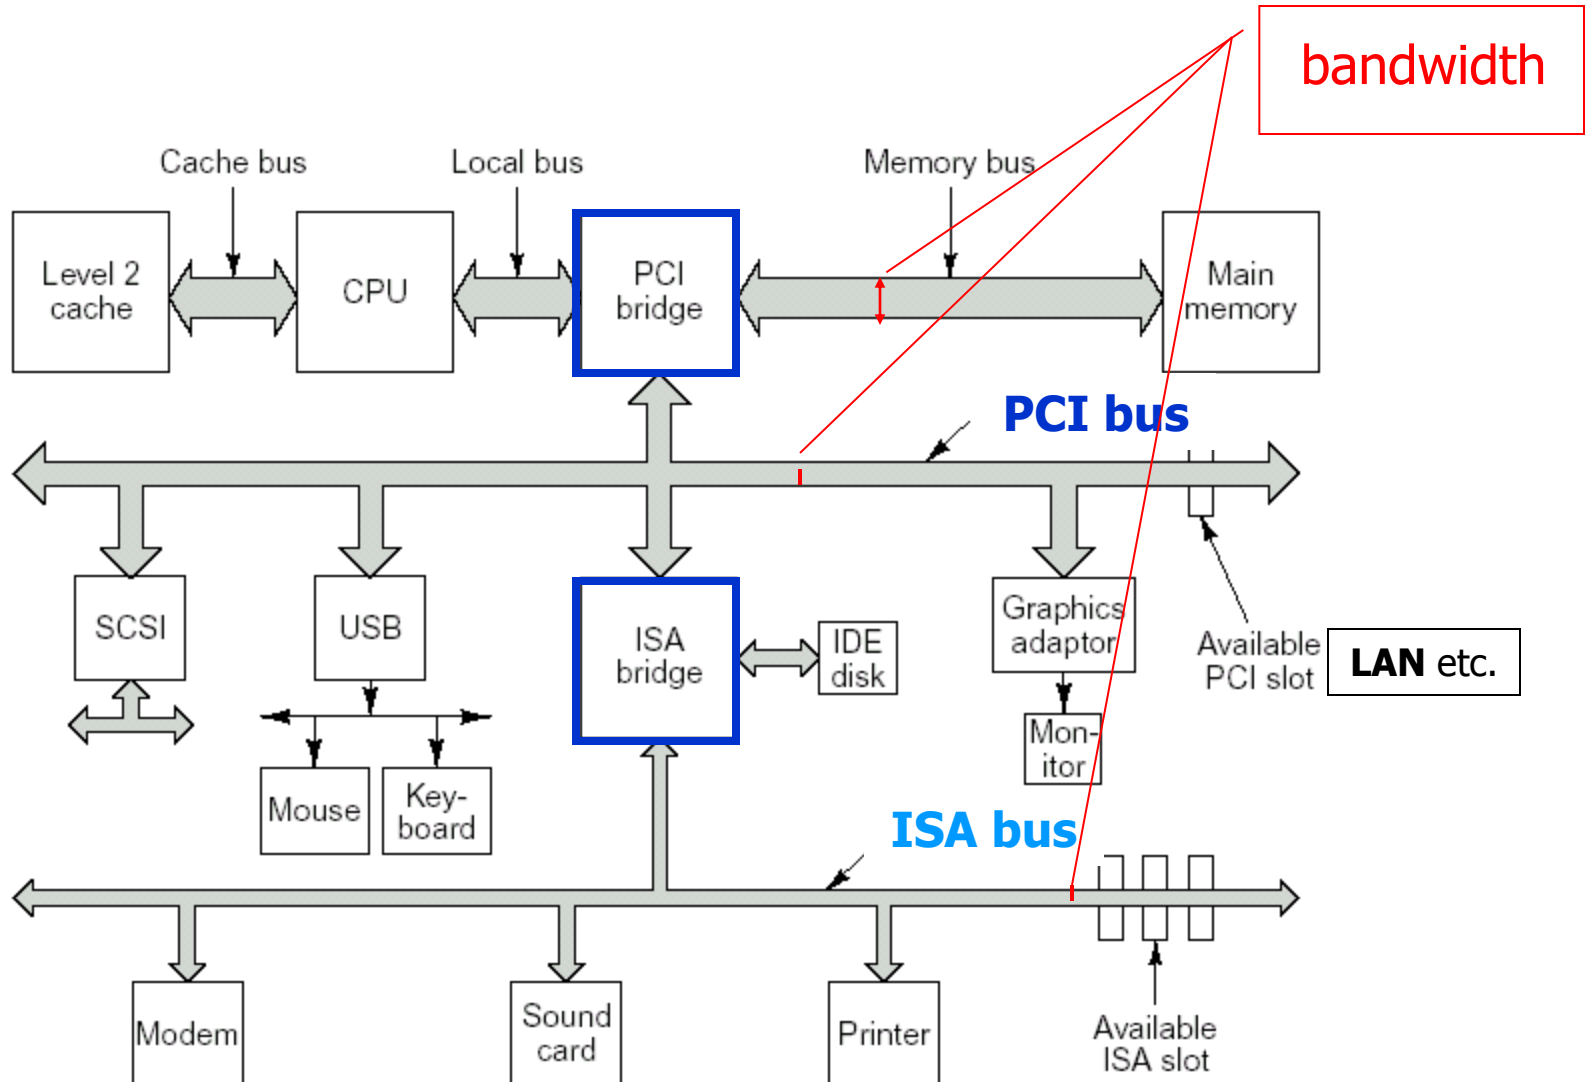 bandwidth
Cache bus
Local bus
Memory bus
Level 2
cache
CPU
PCI
bridge
Main
memory
PCI bus
SCSI
USB
ISA
bridge
IDE
disk
Graphics
adaptor
Available
PCI slot
LAN etc.
Mon-
itor
Mouse
Key-
board
ISA bus
Modem
Sound
card
Printer
Available
ISA slot